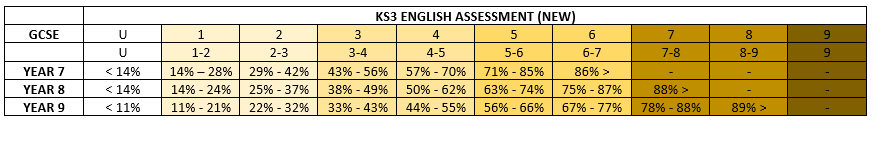 KS3 ENGLISH ASSESSMENT (NEW)
GCSE U 1 2 3 4 5 6 7 8 9
U 1-2 2-3 3-4 4-5 5-6 6-7 7-8 8-9 9
YEAR 7 < 14% 14% – 28% 29% - 42% 43% - 56% 57% - 70% 71% - 85% 86% > - - -
YEAR 8 < 14% 14% - 24% 25% - 37% 38% - 49% 50% - 62% 63% - 74% 75% - 87% 88% > - -
YEAR 9 < 11% 11% - 21% 22% - 32% 33% - 43% 44% - 55% 56% - 66% 67% - 77% 78% - 88% 89% > -